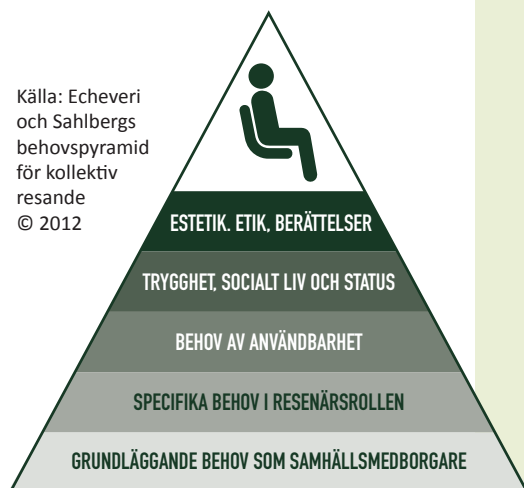 Källa: Echeveri
och Sahlbergs
behovspyramid
för kollektiv
resande
© 2012
ESTETIK. ETIK, BERÄTTELSER
TRYGGHET, SOCIALT LIV OCH STATUS
BEHOV AV ANVÄNDBARHET
SPECIFIKA BEHOV I RESENÄRSROLLEN
GRUNDLÄGGANDE BEHOV SOM SAMHÄLLSMEDBORGARE